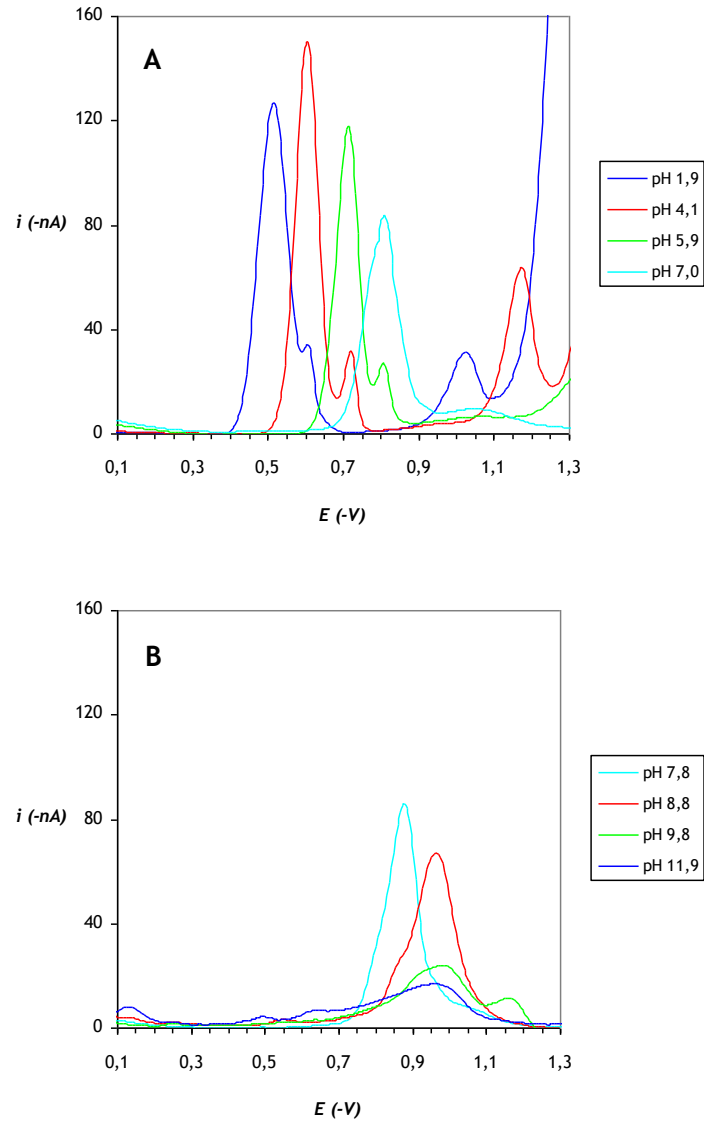 160
A
120
80
i (-nA)
40
0
0,1 0,3 0,5 0,7 0,9 1,1 1,3
E (-V)
pH 1,9
pH 4,1
pH 5,9
pH 7,0
160
B
120
80
i (-nA)
40
0
0,1 0,3 0,5 0,7 0,9 1,1 1,3
E (-V)
pH 7,8
pH 8,8
pH 9,8
pH 11,9